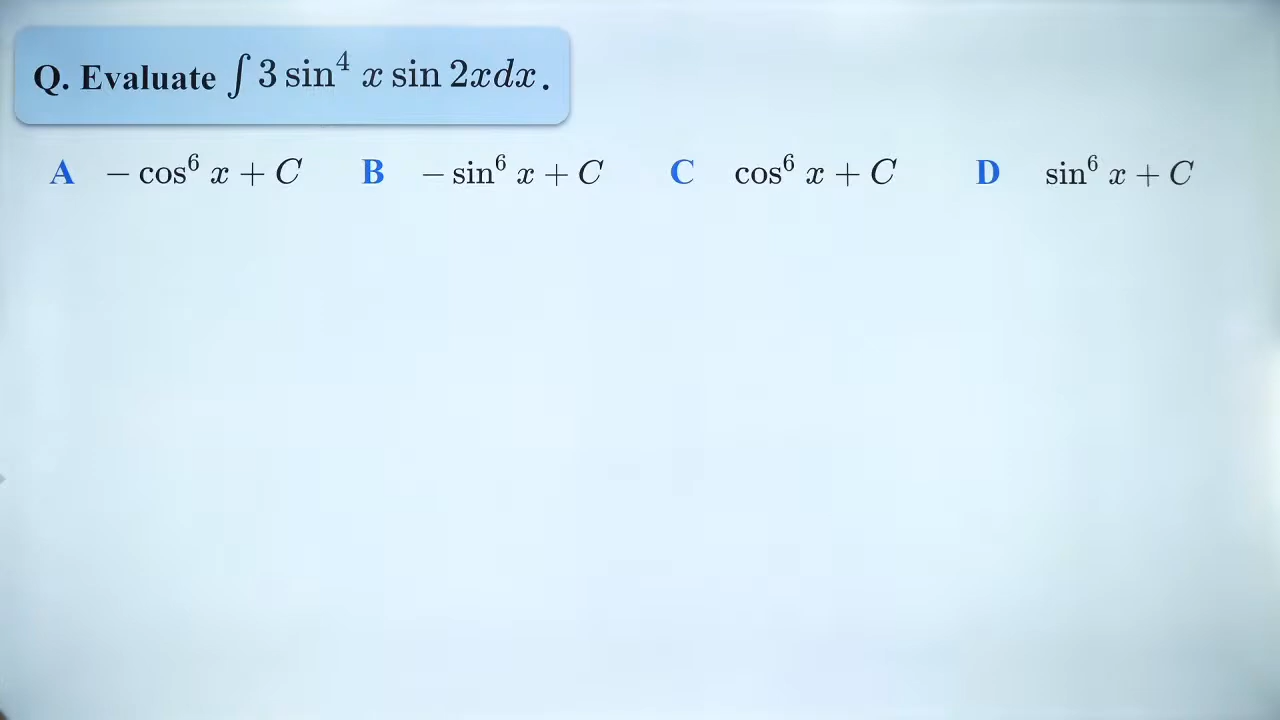 Q. Evaluate ∫ 3 sin⁴ x sin 2xdx.
A − cos⁶ x + C B − sin⁶ x + C C cos⁶ x + C D sin⁶ x + C